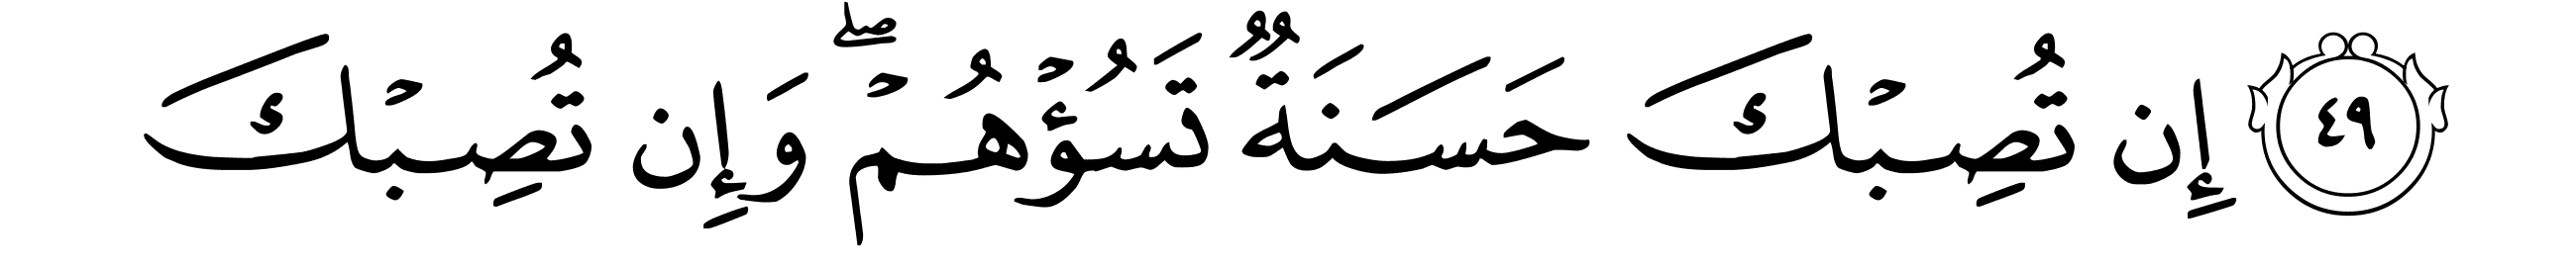 ٤٩ إِن تُصِبْكَ حَسَنَةٌ تَسُؤْهُمْ ۖ وَإِن تُصِبْكَ